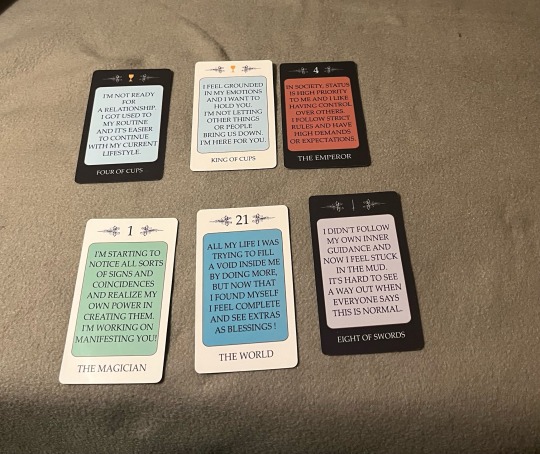 I'M NOT READY
FOR
A RELATIONSHIP.
I GOT USED TO
MY ROUTINE
AND IT'S EASIER
TO CONTINUE
WITH MY CURRENT
LIFESTYLE.
FOUR OF CUPS
I FEEL GROUNDED
IN MY EMOTIONS
AND I WANT TO
HOLD YOU.
I'M NOT LETTING
OTHER THINGS
OR PEOPLE
BRING US DOWN.
I'M HERE FOR YOU.
KING OF CUPS
4
IN SOCIETY, STATUS
IS HIGH PRIORITY
TO ME AND I LIKE
HAVING CONTROL
OVER OTHERS.
I FOLLOW STRICT
RULES AND HAVE
HIGH DEMANDS
OR EXPECTATIONS.
THE EMPEROR
1
I'M STARTING TO
NOTICE ALL SORTS
OF SIGNS AND
COINCIDENCES
AND REALIZE MY
OWN POWER IN
CREATING THEM.
I'M WORKING ON
MANIFESTING YOU!
THE MAGICIAN
21
ALL MY LIFE I WAS
TRYING TO FILL
A VOID INSIDE ME
BY DOING MORE,
BUT NOW THAT
I FOUND MYSELF
I FEEL COMPLETE
AND SEE EXTRAS
AS BLESSINGS !
THE WORLD
I DIDN'T FOLLOW
MY OWN INNER
GUIDANCE AND
NOW I FEEL STUCK
IN THE MUD.
IT'S HARD TO SEE
A WAY OUT WHEN
EVERYONE SAYS
THIS IS NORMAL.
EIGHT OF SWORDS